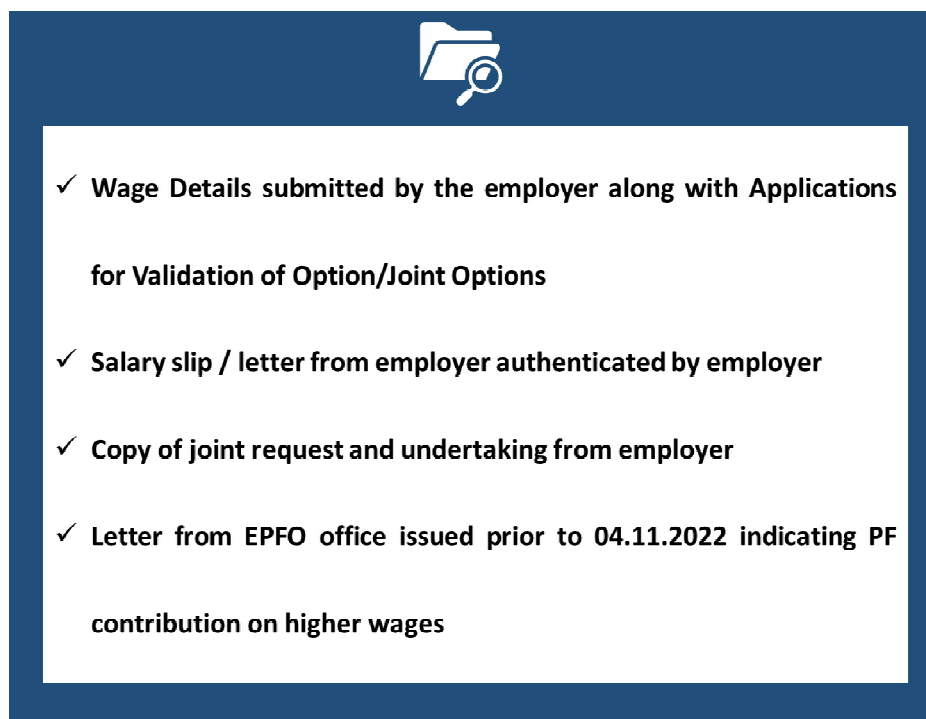 ✓ Wage Details submitted by the employer along with Applications
for Validation of Option/Joint Options
✓ Salary slip / letter from employer authenticated by employer
✓ Copy of joint request and undertaking from employer
✓ Letter from EPFO office issued prior to 04.11.2022 indicating PF
contribution on higher wages